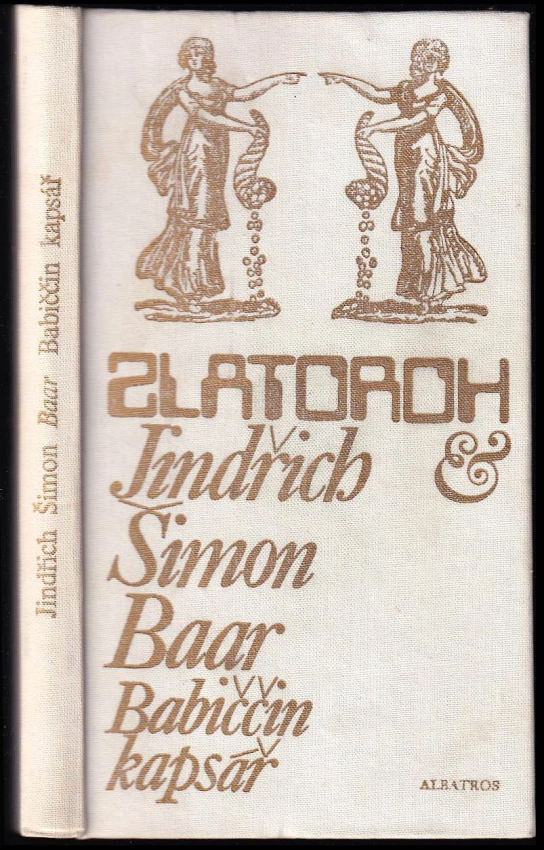 Jindřich Šimon Baar Babiččin kapsář
ZLATOROH
Jindřich &
Šimon
Baar
Babiččin
kapsář
ALBATROS